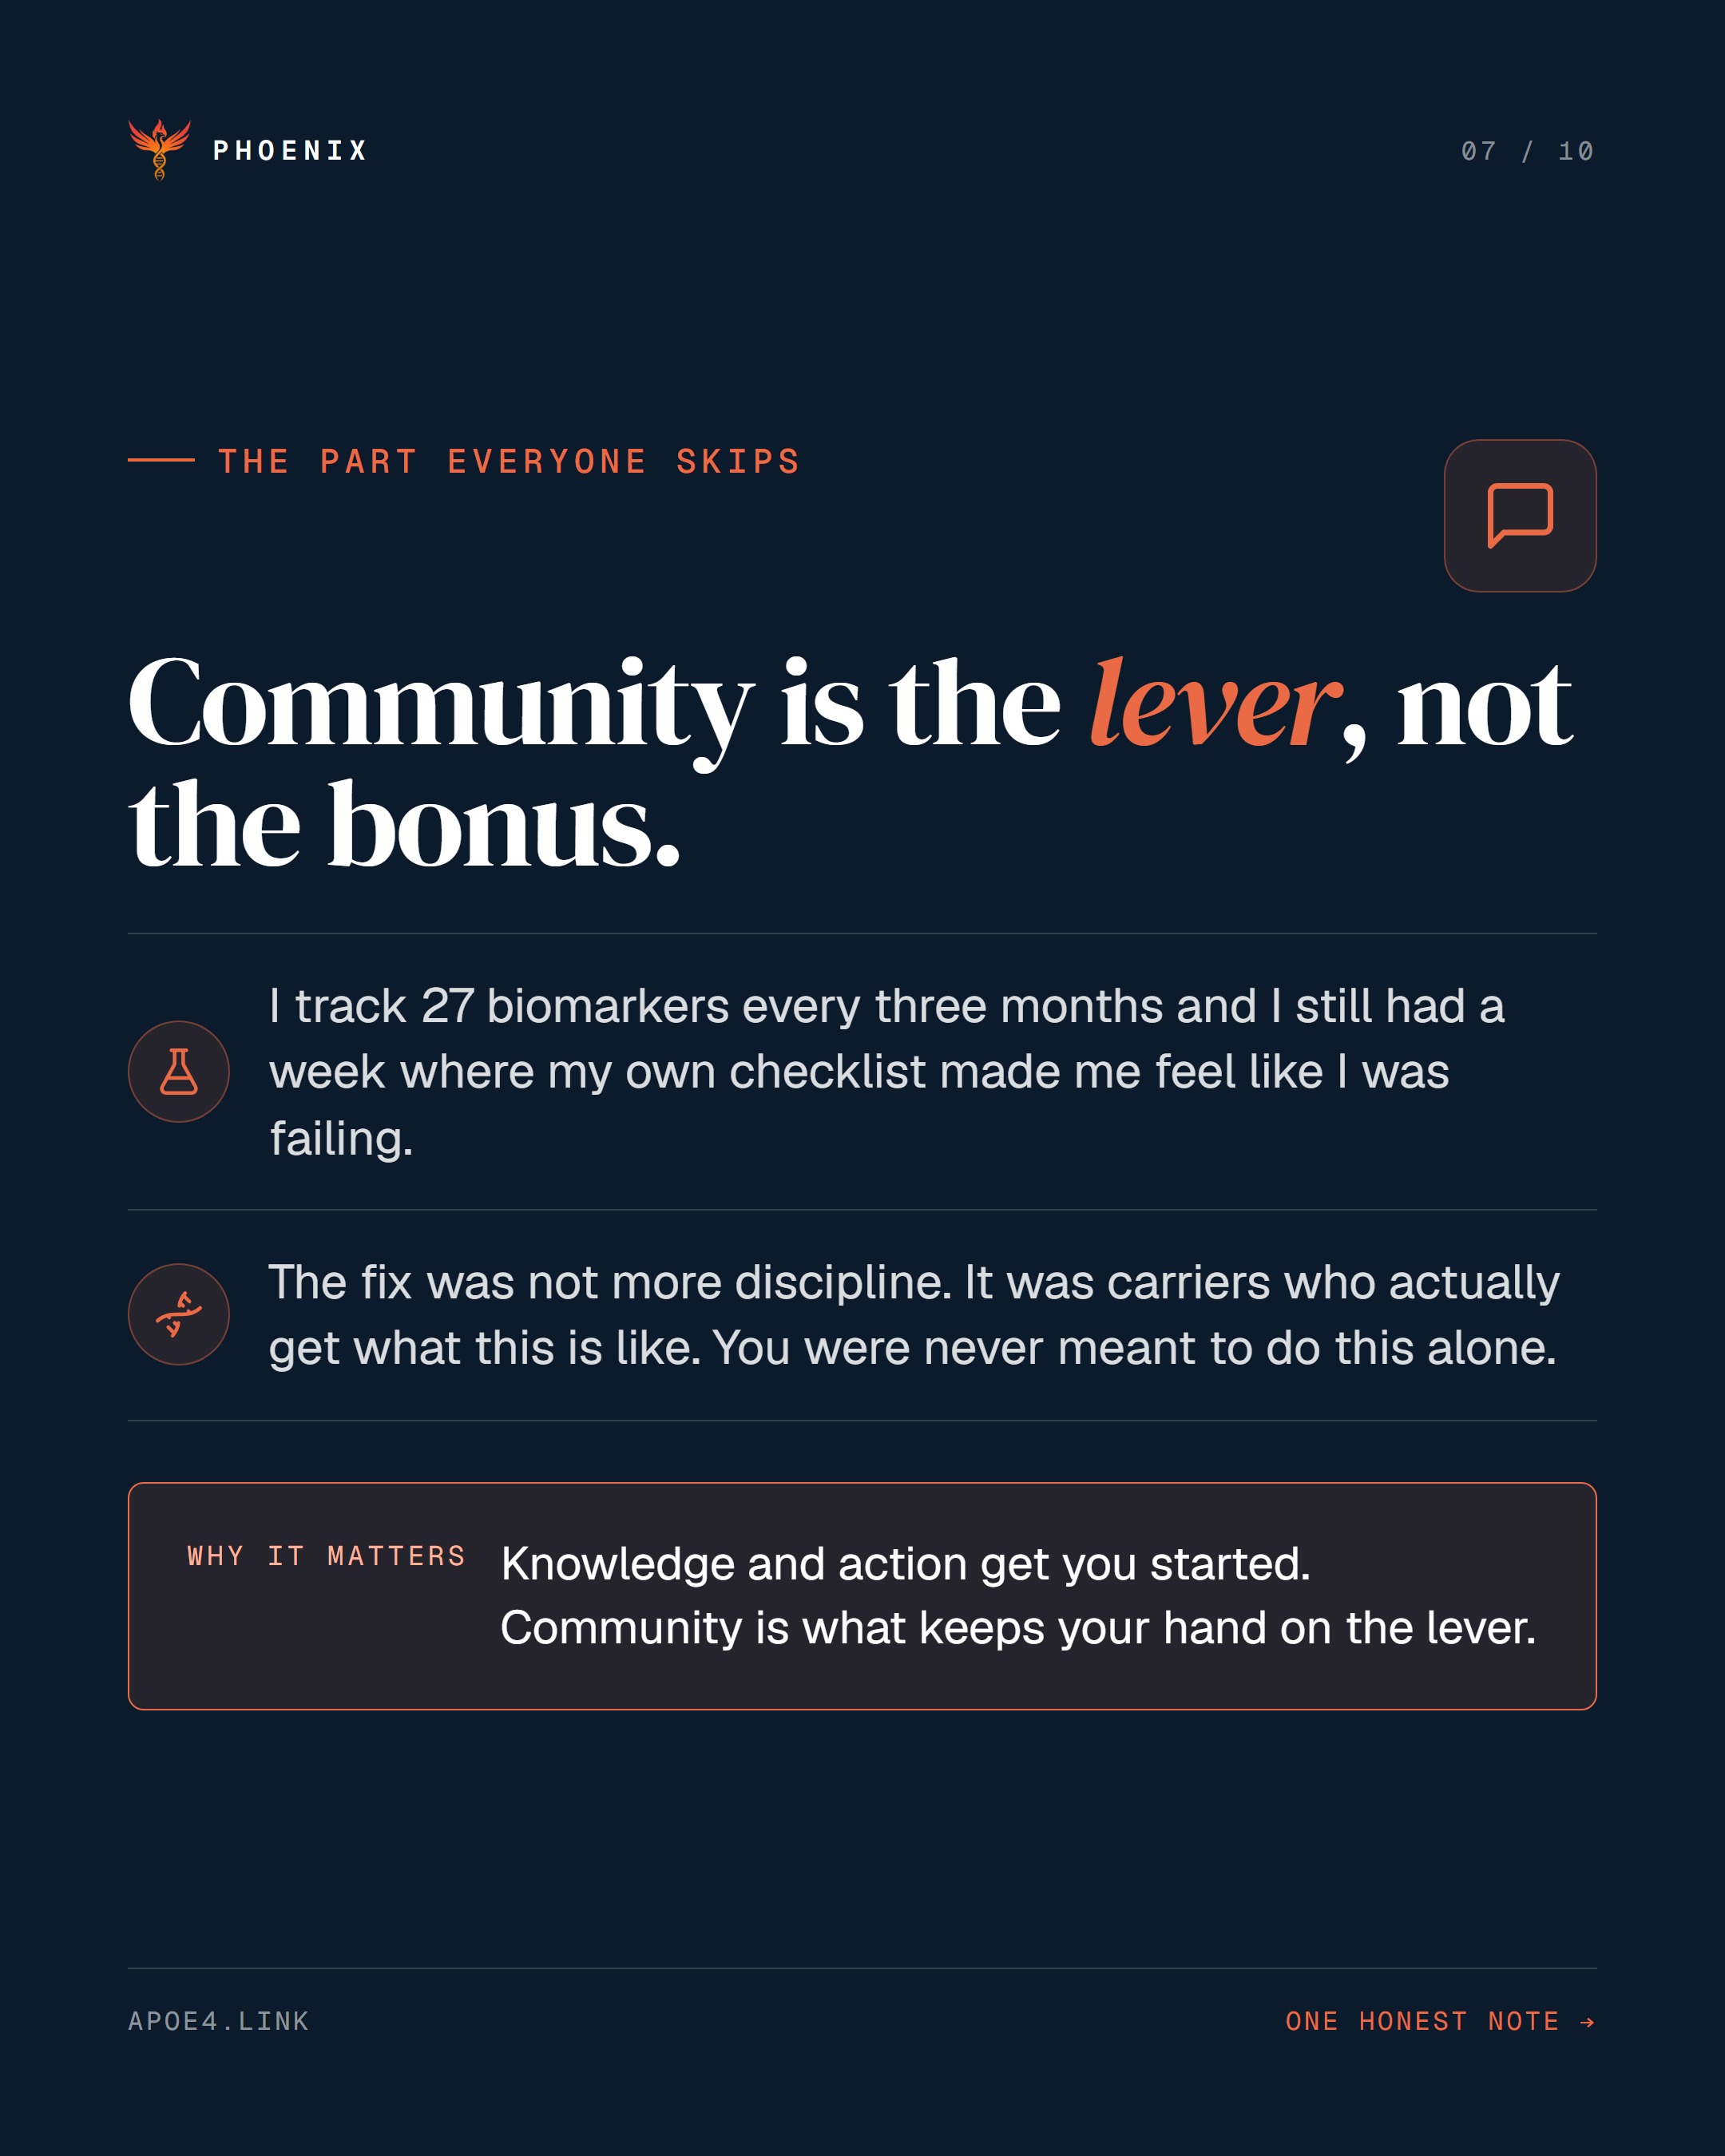 PHOENIX
07 / 10
THE PART EVERYONE SKIPS
Community is the lever, not
the bonus.
I track 27 biomarkers every three months and I still had a
week where my own checklist made me feel like I was
failing.
The fix was not more discipline. It was carriers who actually
get what this is like. You were never meant to do this alone.
WHY IT MATTERS
Knowledge and action get you started.
Community is what keeps your hand on the lever.
APOE4.LINK
ONE HONEST NOTE →